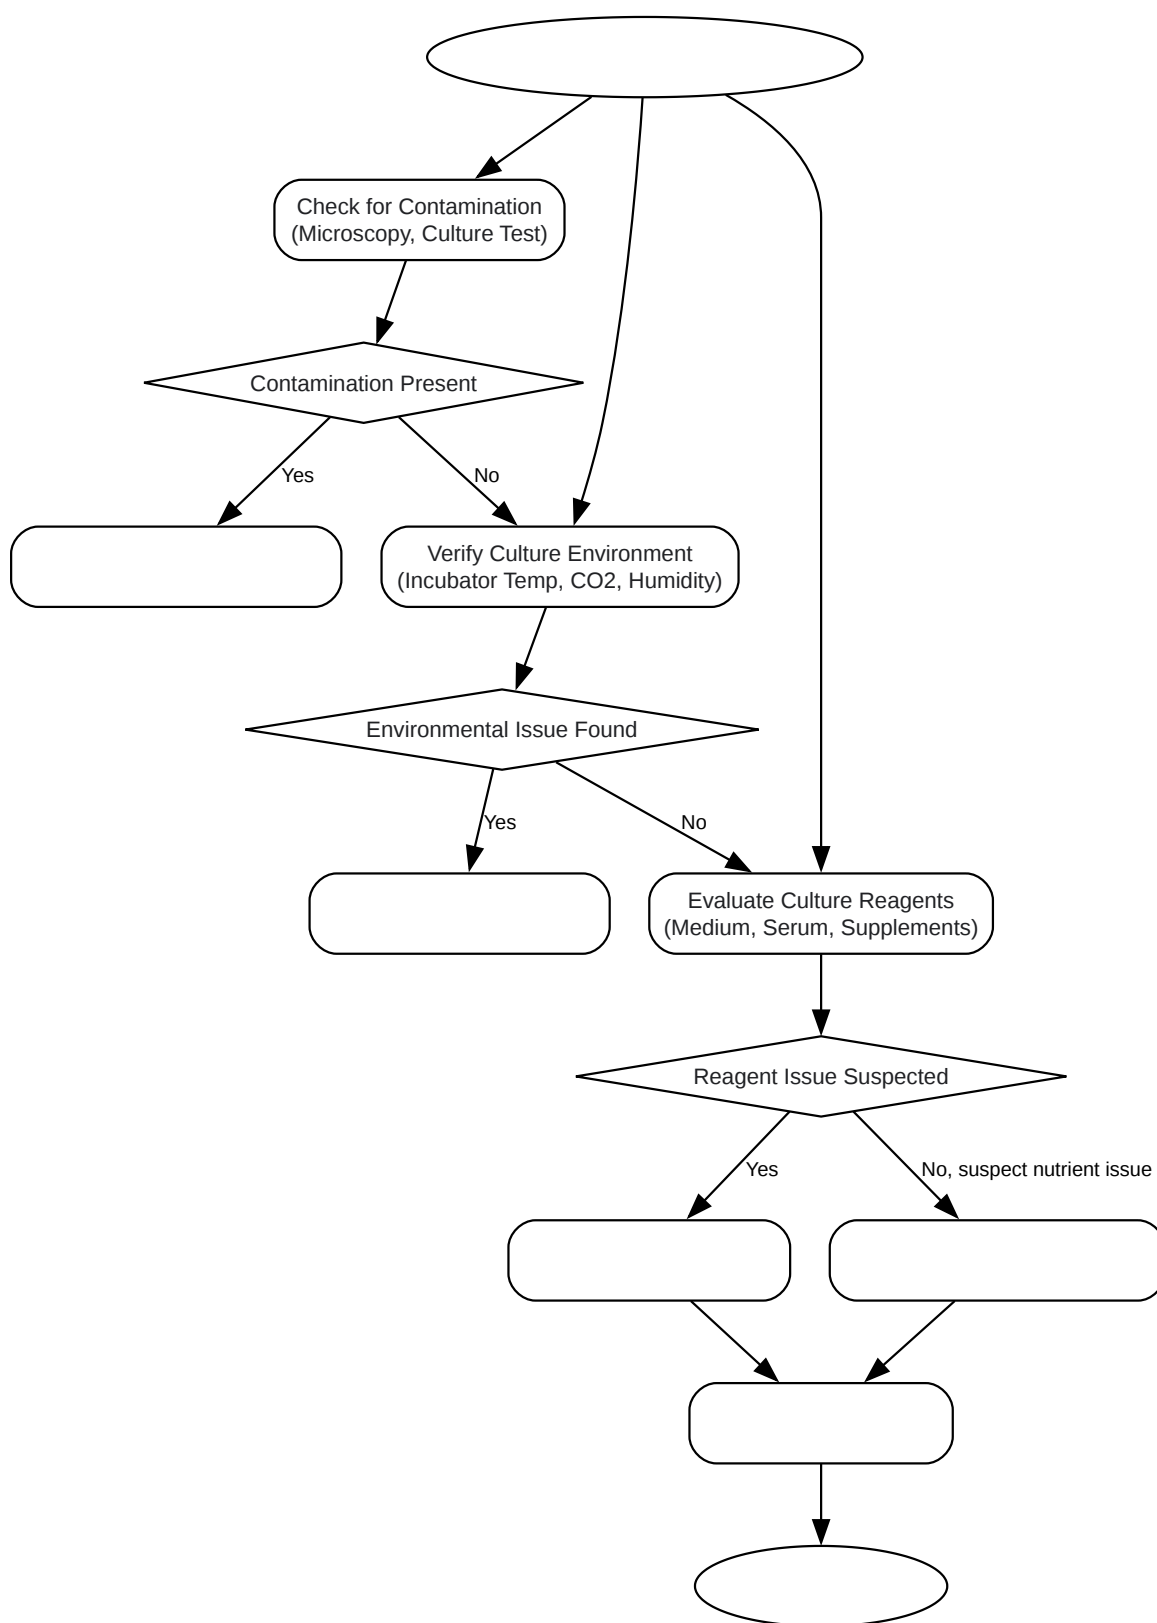 Check for Contamination
(Microscopy, Culture Test)
Contamination Present
Yes
No
Verify Culture Environment
(Incubator Temp, CO2, Humidity)
Environmental Issue Found
Yes
No
Evaluate Culture Reagents
(Medium, Serum, Supplements)
Reagent Issue Suspected
Yes
No, suspect nutrient issue